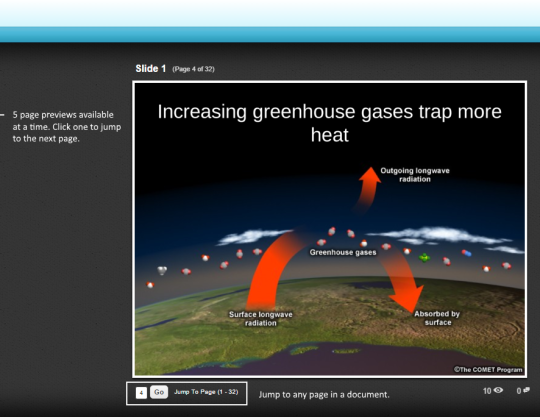 Slide 1 (Page 4 of 32)
5 page previews available
at a time. Click one to jump
to the next page.
Increasing greenhouse gases trap more
heat
Outgoing longwave
radiation
Greenhouse gases
Surface longwave
radiation
Absorbed by
surface
©The COMET Program
4 Go Jump To Page (1 - 32)
Jump to any page in a document.
10 0